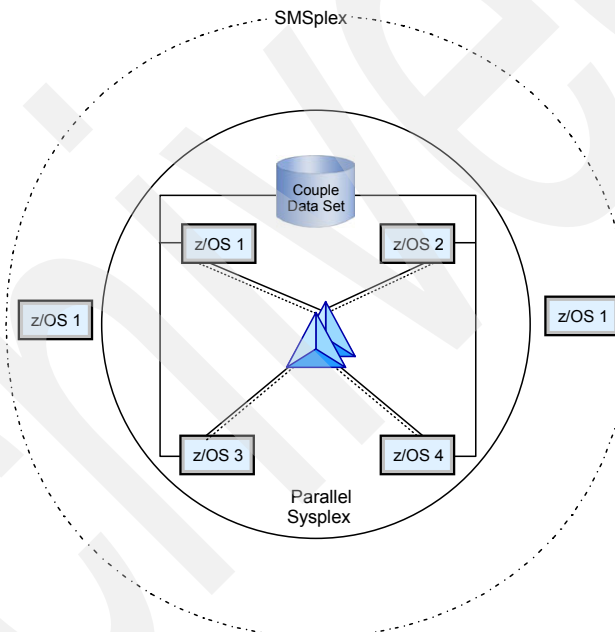 SMSplex
Couple
Data Set
z/OS 1
z/OS 2
z/OS 1
z/OS 1
z/OS 3
z/OS 4
Parallel
Sysplex